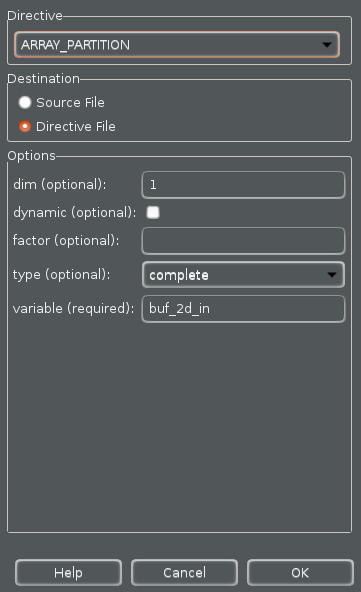 Directive
ARRAY_PARTITION
Destination
Source File
Directive File
Options
dim (optional): 1
dynamic (optional):
factor (optional):
type (optional): complete
variable (required): buf_2d_in
Help Cancel OK